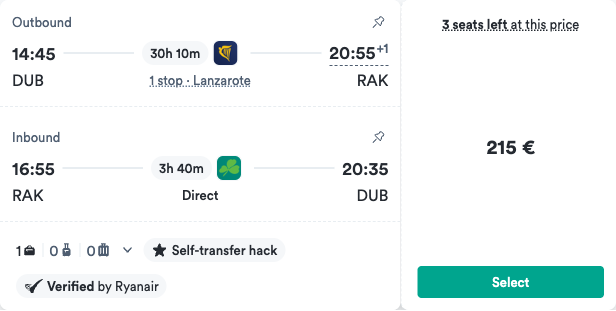 Outbound
14:45 30h 10m 20:55+1
DUB 1 stop · Lanzarote RAK
Inbound
16:55 3h 40m 20:35
RAK Direct DUB
1 0 0 Self-transfer hack
Verified by Ryanair
3 seats left at this price
215 €
Select